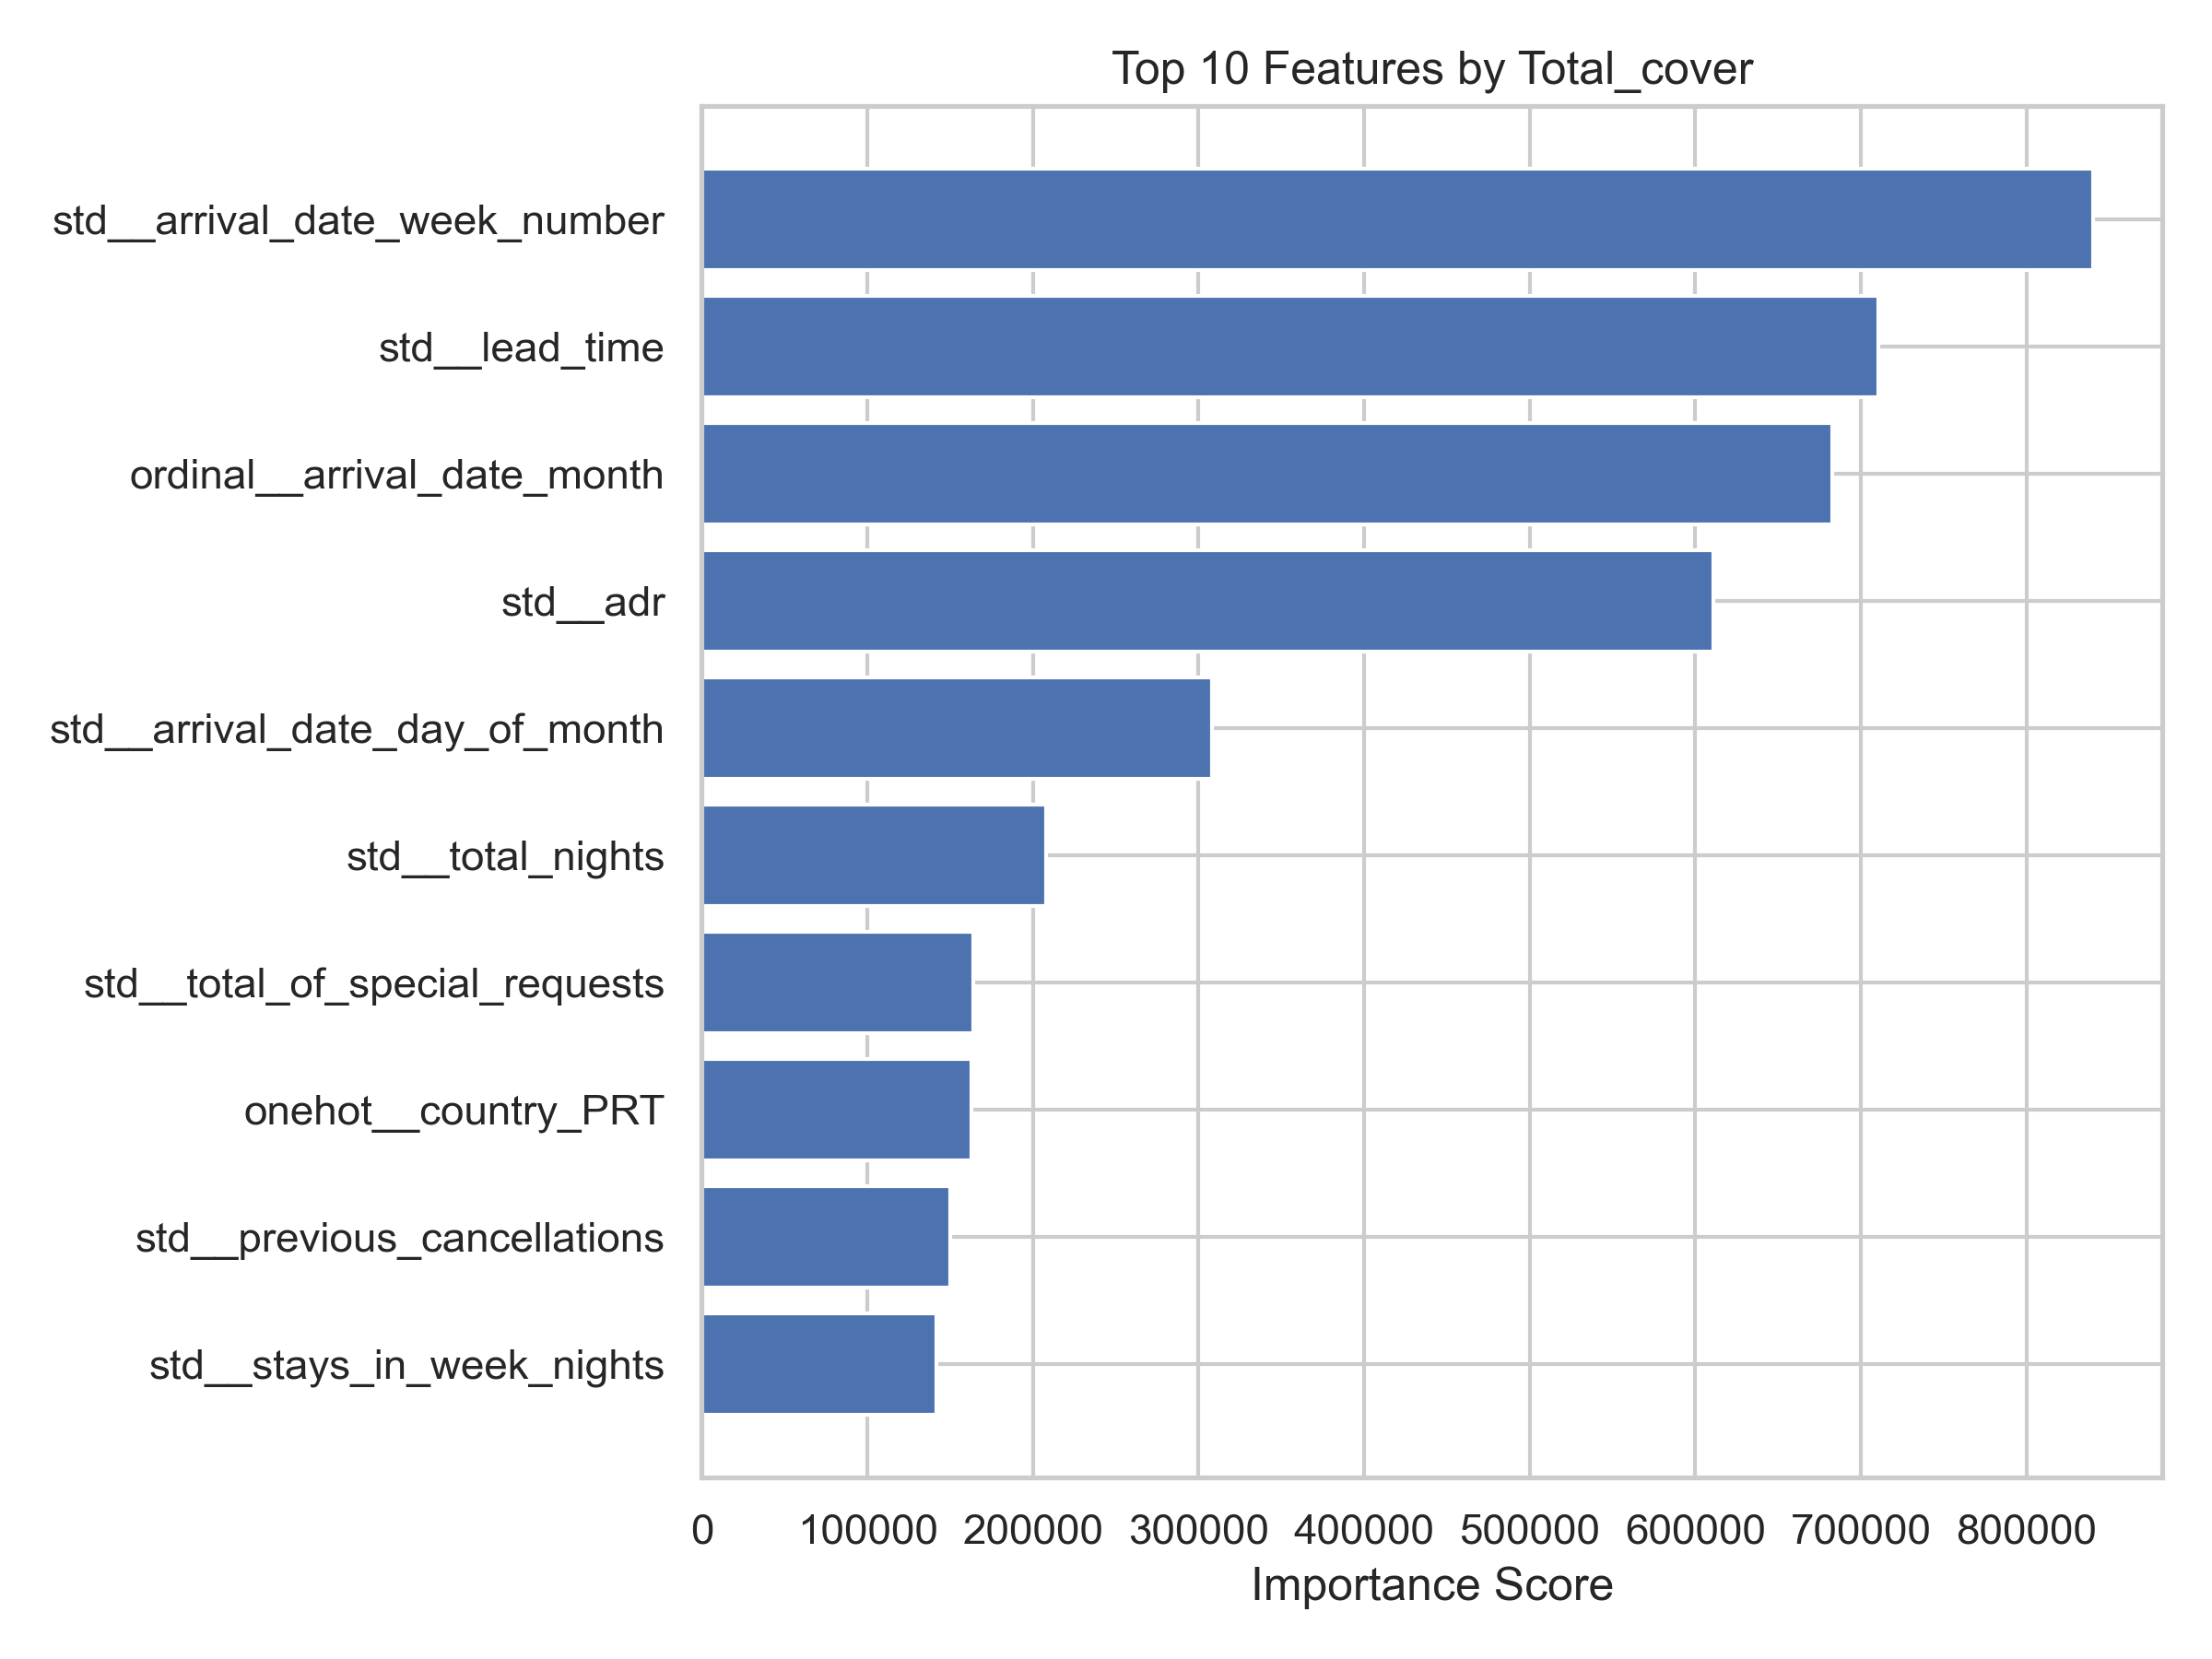 Top 10 Features by Total_cover
std__arrival_date_week_number
std__lead_time
ordinal__arrival_date_month
std__adr
std__arrival_date_day_of_month
std__total_nights
std__total_of_special_requests
onehot__country_PRT
std__previous_cancellations
std__stays_in_week_nights
0 100000 200000 300000 400000 500000 600000 700000 800000
Importance Score